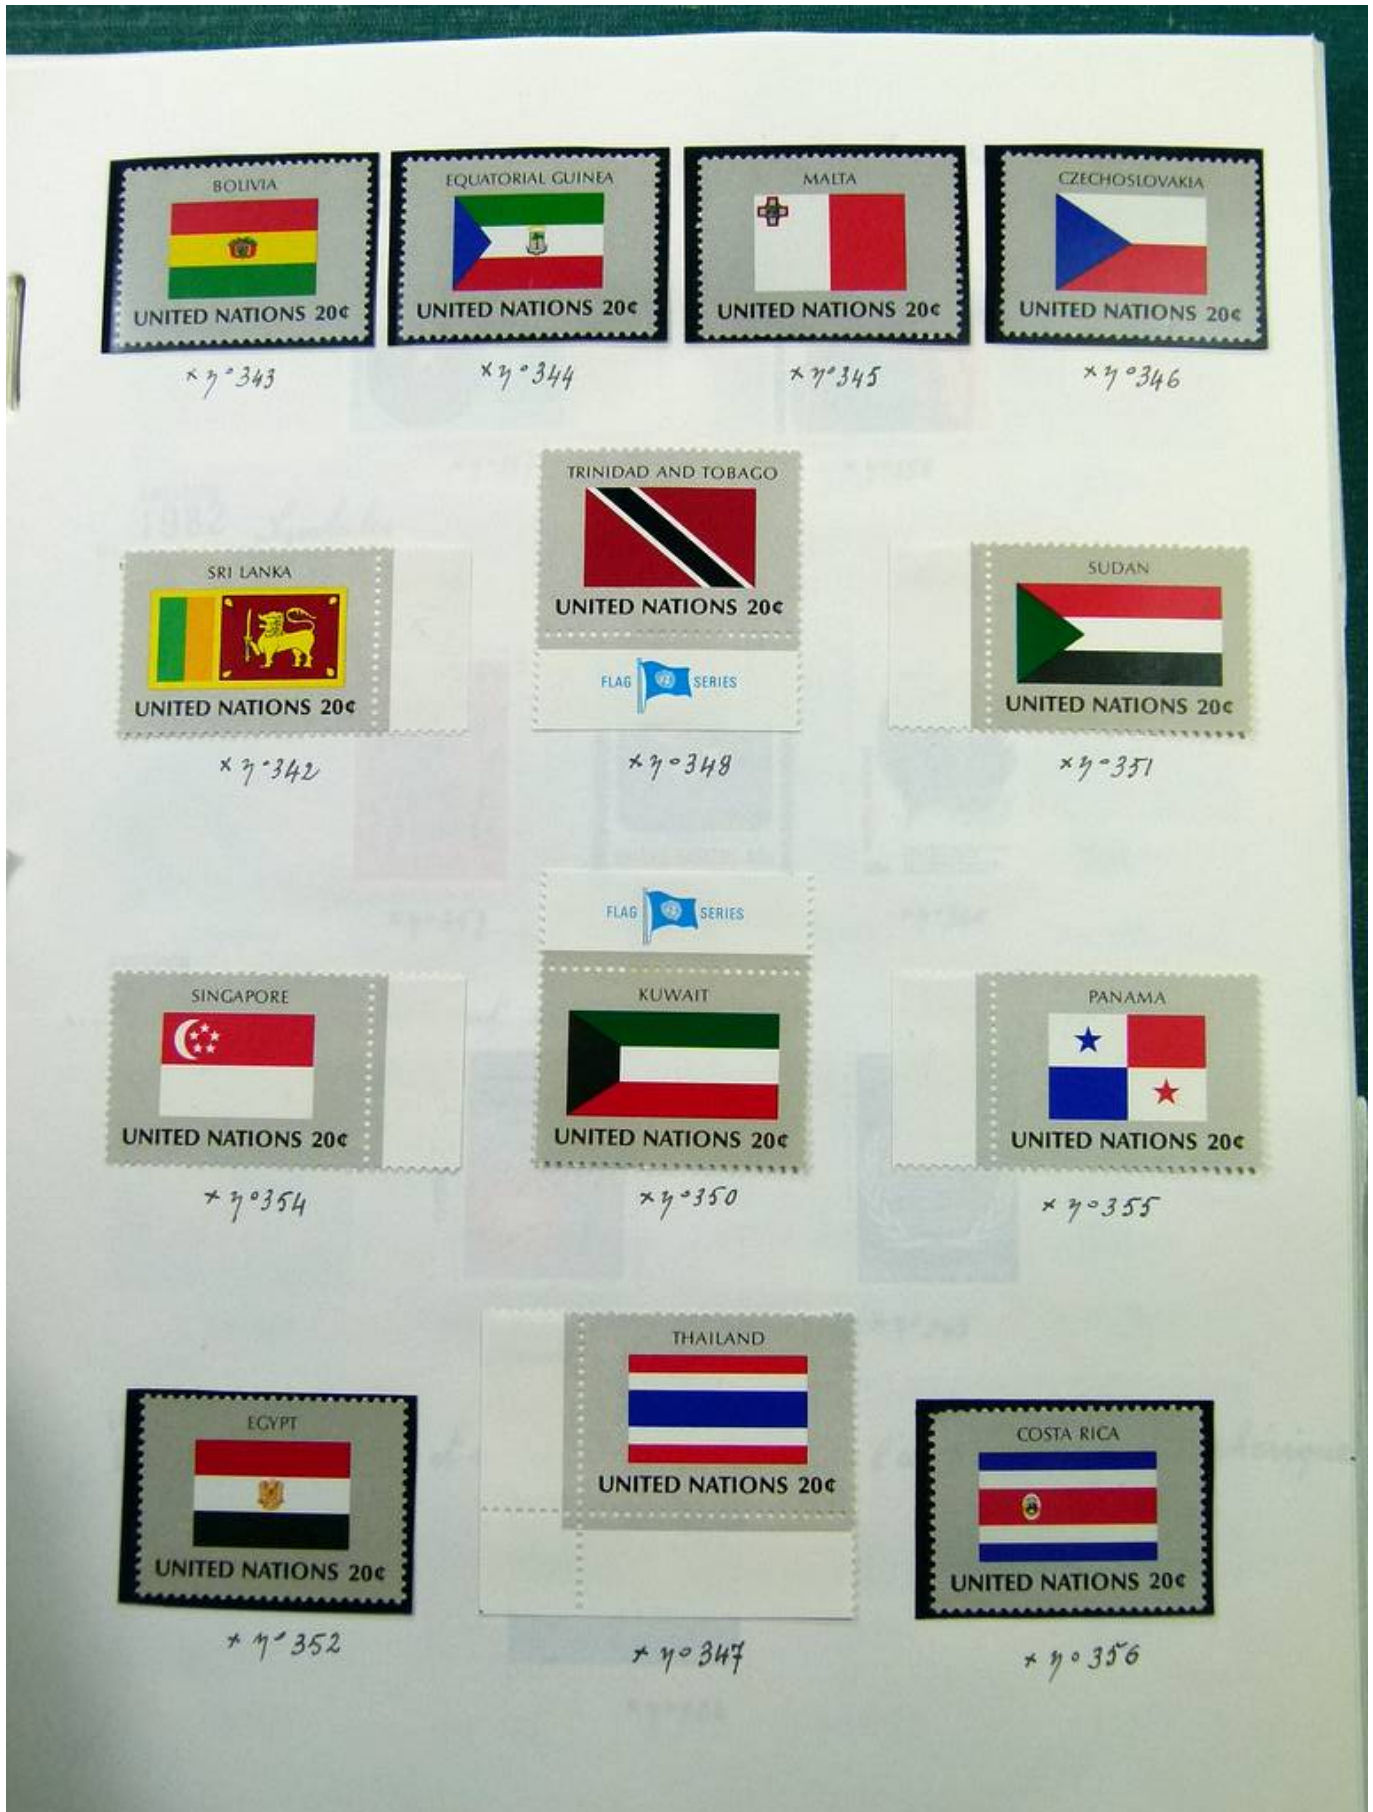 BOLIVIA
UNITED NATIONS 20¢
x n° 343
EQUATORIAL GUINEA
UNITED NATIONS 20¢
x n° 344
MALTA
UNITED NATIONS 20¢
x n° 345
CZECHOSLOVAKIA
UNITED NATIONS 20¢
x n° 346
SRI LANKA
UNITED NATIONS 20¢
x n° 342
TRINIDAD AND TOBAGO
UNITED NATIONS 20¢
FLAG SERIES
x n° 348
SUDAN
UNITED NATIONS 20¢
x n° 351
SINGAPORE
UNITED NATIONS 20¢
x n° 354
FLAG SERIES
KUWAIT
UNITED NATIONS 20¢
x n° 350
PANAMA
UNITED NATIONS 20¢
x n° 355
EGYPT
UNITED NATIONS 20¢
x n° 352
THAILAND
UNITED NATIONS 20¢
x n° 347
COSTA RICA
UNITED NATIONS 20¢
x n° 356